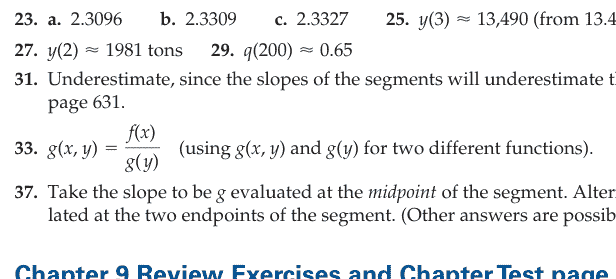 23. a. 2.3096 b. 2.3309 c. 2.3327 25. y(3) ≈ 13,490 (from 13.4
27. y(2) ≈ 1981 tons 29. q(200) ≈ 0.65
31. Underestimate, since the slopes of the segments will underestimate t
page 631.
33. g(x, y) = f(x)/g(y) (using g(x, y) and g(y) for two different functions).
37. Take the slope to be g evaluated at the midpoint of the segment. Alter
lated at the two endpoints of the segment. (Other answers are possib
Chapter 9 Review Exercises and Chapter Test page